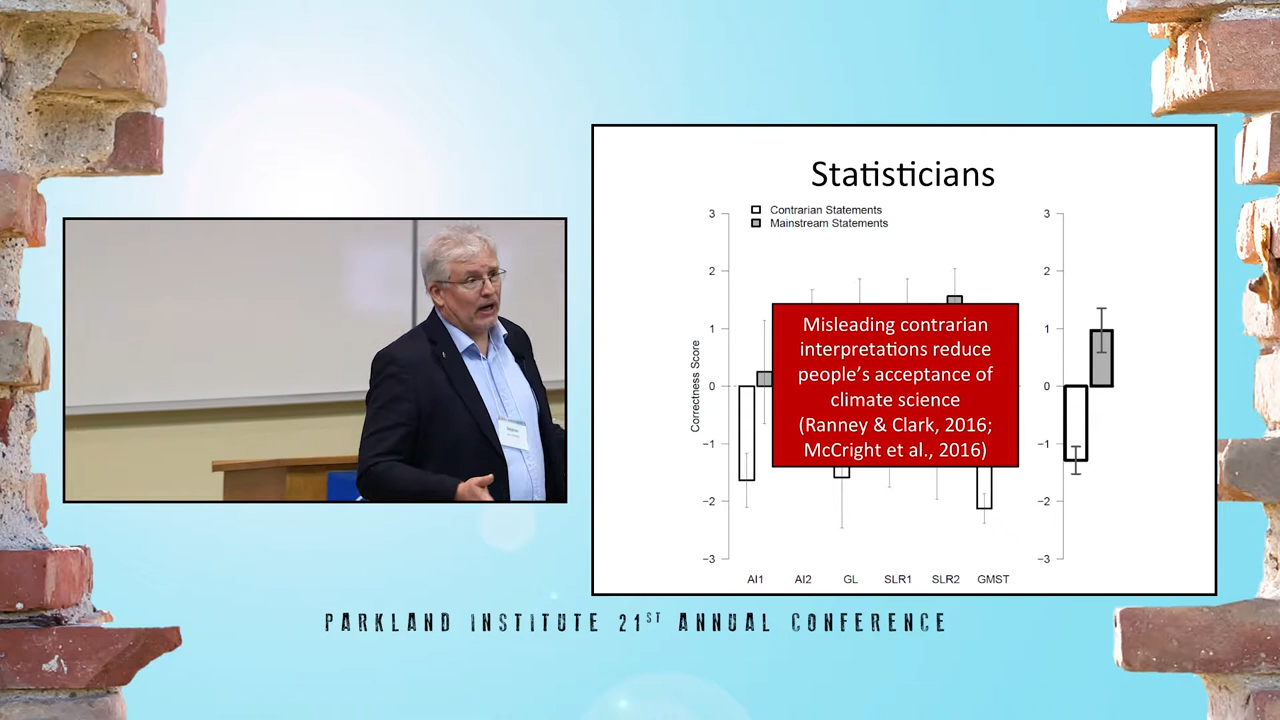 Statisticians
Contrarian Statements
Mainstream Statements
3
2
1
0
−1
−2
−3
Correctness Score
Misleading contrarian
interpretations reduce
people’s acceptance of
climate science
(Ranney & Clark, 2016;
McCright et al., 2016)
AI1 AI2 GL SLR1 SLR2 GMST
3
2
1
0
−1
−2
−3
PARKLAND INSTITUTE 21ST ANNUAL CONFERENCE